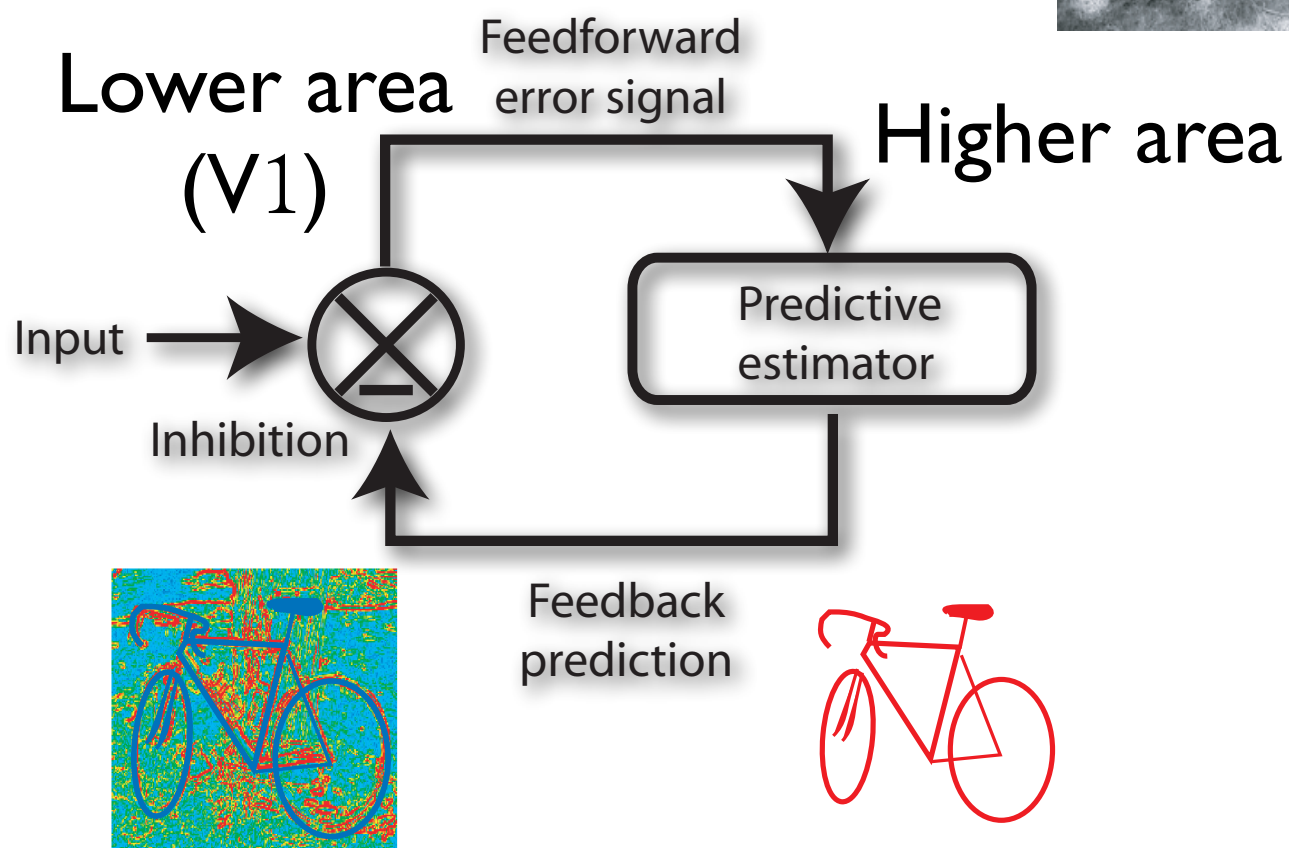 Feedforward
error signal
Lower area
(V1)
Higher area
Input
Predictive
estimator
Inhibition
Feedback
prediction